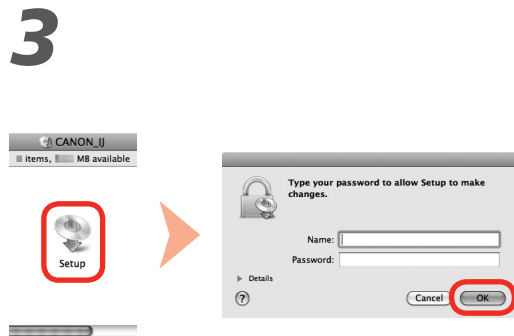 3
CANON_IJ
items, MB available
Setup
Type your password to allow Setup to make
changes.
Name:
Password:
Details
?
Cancel
OK